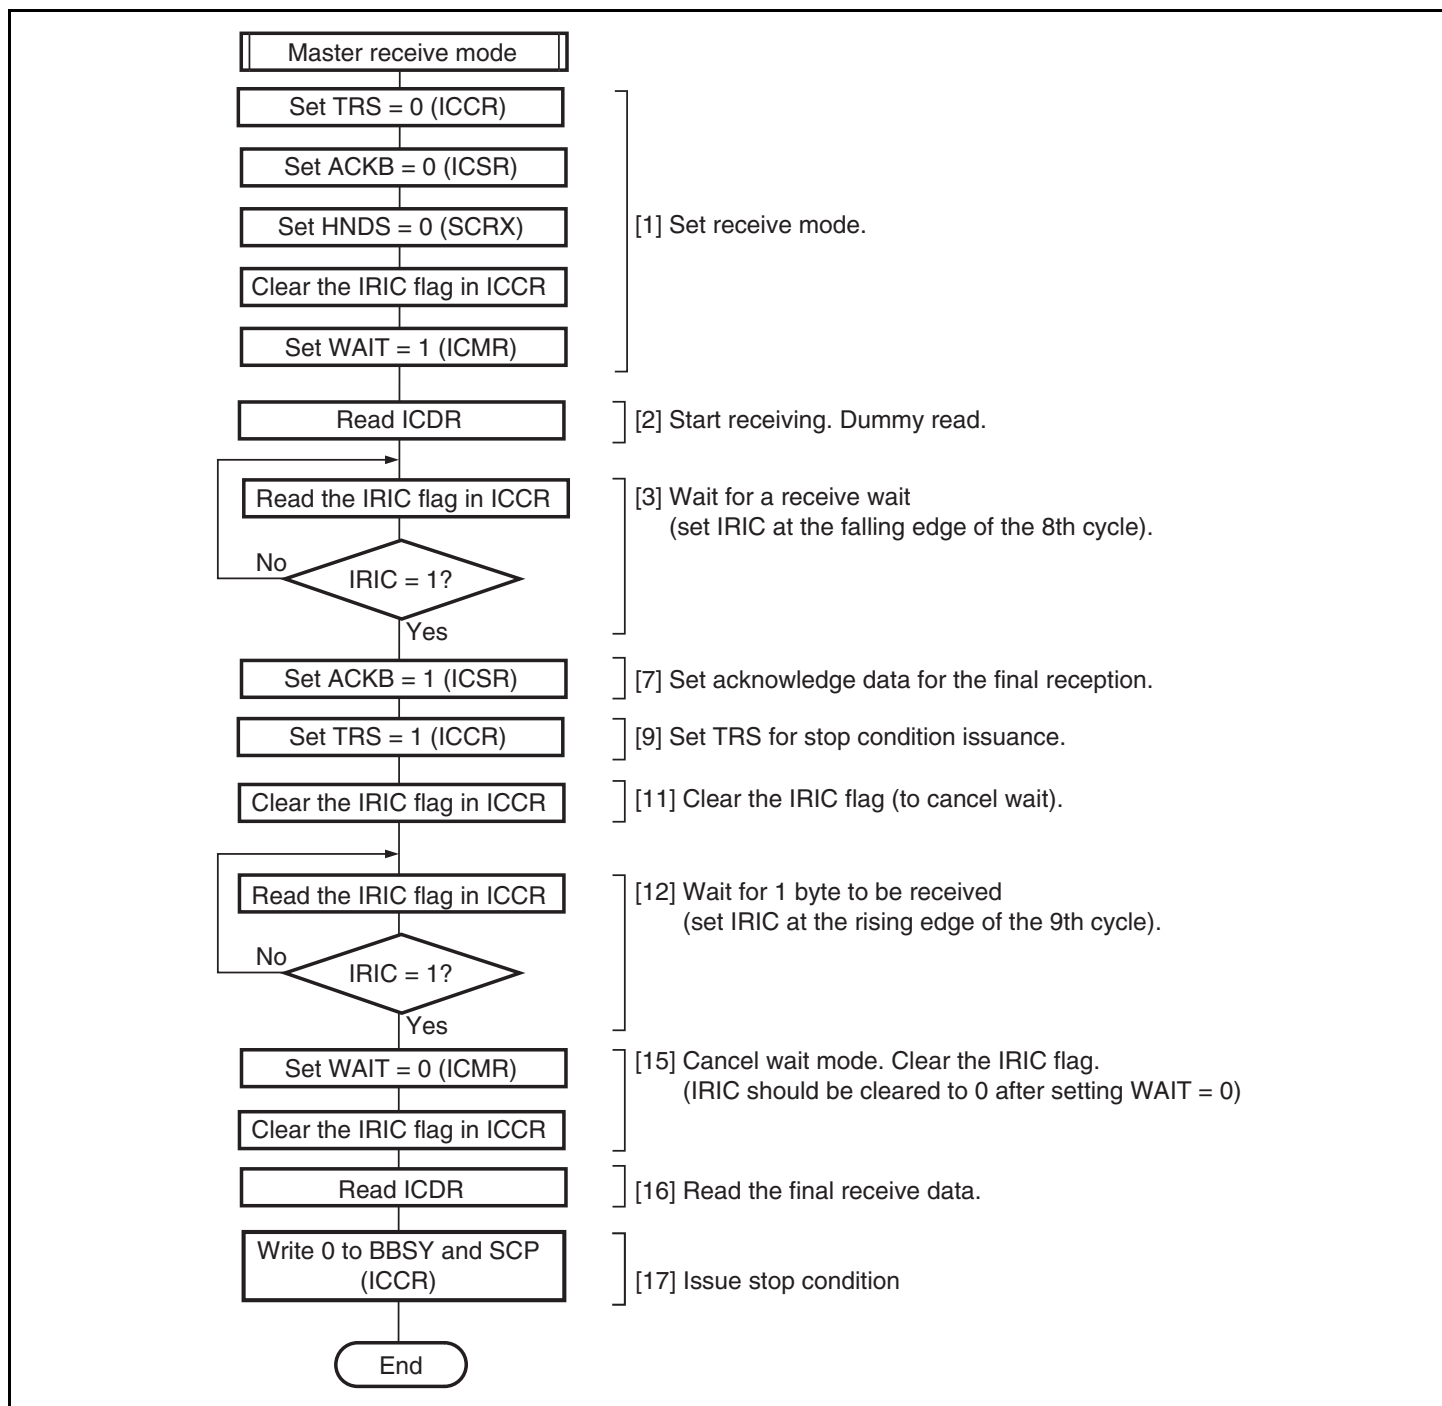 Master receive mode
Set TRS = 0 (ICCR)
Set ACKB = 0 (ICSR)
Set HNDS = 0 (SCRX)
[1] Set receive mode.
Clear the IRIC flag in ICCR
Set WAIT = 1 (ICMR)
Read ICDR
[2] Start receiving. Dummy read.
Read the IRIC flag in ICCR
[3] Wait for a receive wait
(set IRIC at the falling edge of the 8th cycle).
No
IRIC = 1?
Yes
Set ACKB = 1 (ICSR)
[7] Set acknowledge data for the final reception.
Set TRS = 1 (ICCR)
[9] Set TRS for stop condition issuance.
Clear the IRIC flag in ICCR
[11] Clear the IRIC flag (to cancel wait).
Read the IRIC flag in ICCR
[12] Wait for 1 byte to be received
(set IRIC at the rising edge of the 9th cycle).
No
IRIC = 1?
Yes
Set WAIT = 0 (ICMR)
[15] Cancel wait mode. Clear the IRIC flag.
(IRIC should be cleared to 0 after setting WAIT = 0)
Clear the IRIC flag in ICCR
Read ICDR
[16] Read the final receive data.
Write 0 to BBSY and SCP
(ICCR)
[17] Issue stop condition
End